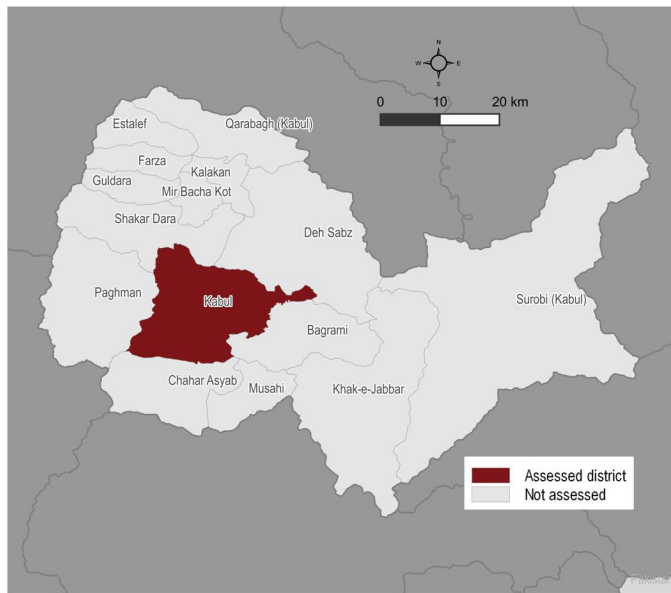 N
W E
S
0 10 20 km
Estalef
Qarabagh (Kabul)
Farza
Kalakan
Guldara
Mir Bacha Kot
Shakar Dara
Deh Sabz
Paghman
Kabul
Surobi (Kabul)
Bagrami
Chahar Asyab
Musahi
Khak-e-Jabbar
Assessed district
Not assessed
Pakistan